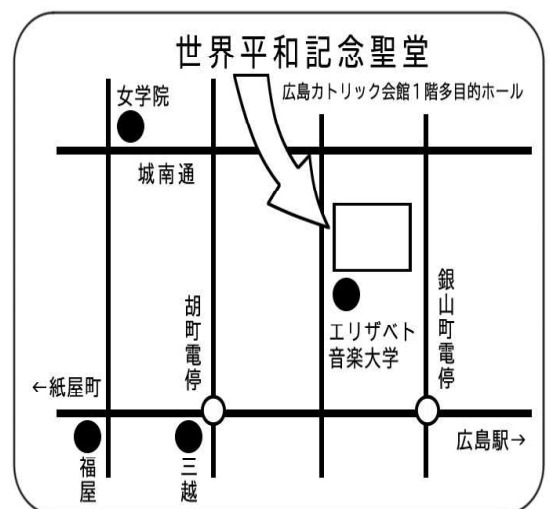 世界平和記念聖堂
広島カトリック会館1階多目的ホール
女学院
城南通
胡町電停
銀山町電停
エリザベト
音楽大学
←紙屋町
広島駅→
福屋
三越